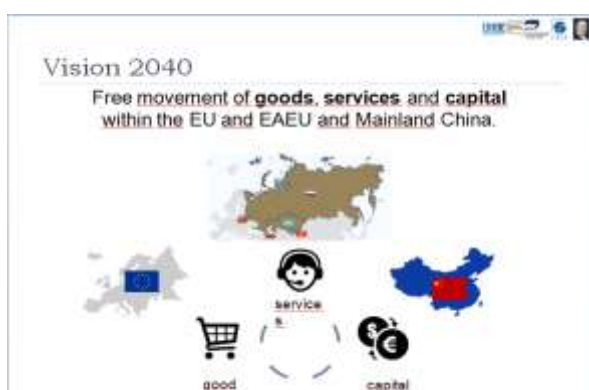 Vision 2040
Free movement of goods, services and capital
within the EU and EAEU and Mainland China.
service
s
good
capital